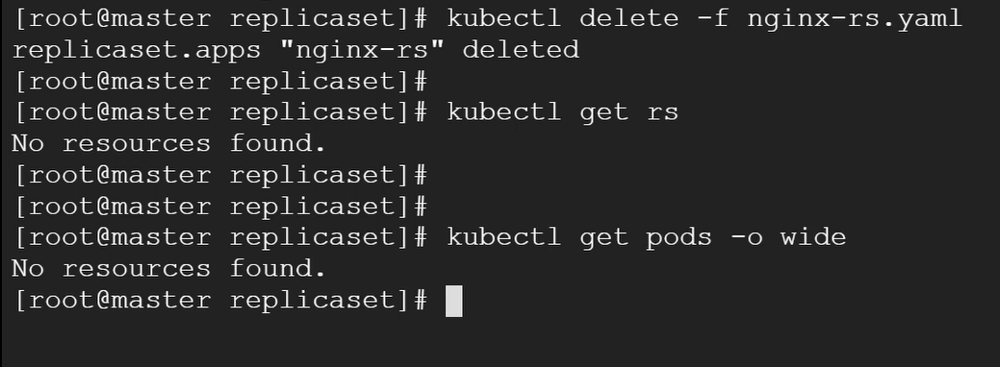 [root@master replicaset]# kubectl delete -f nginx-rs.yaml
replicaset.apps "nginx-rs" deleted
[root@master replicaset]#
[root@master replicaset]# kubectl get rs
No resources found.
[root@master replicaset]#
[root@master replicaset]#
[root@master replicaset]# kubectl get pods -o wide
No resources found.
[root@master replicaset]#